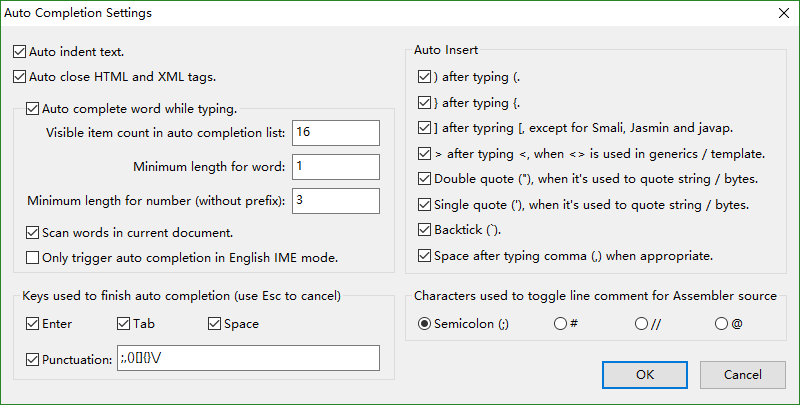 Auto Completion Settings
Auto indent text.
Auto close HTML and XML tags.
Auto complete word while typing.
Visible item count in auto completion list: 16
Minimum length for word: 1
Minimum length for number (without prefix): 3
Scan words in current document.
Only trigger auto completion in English IME mode.
Keys used to finish auto completion (use Esc to cancel)
Enter Tab Space
Punctuation: ;,()[]{}\/
Auto Insert
) after typing (.
} after typing {.
] after typring [, except for Smali, Jasmin and javap.
> after typing <, when <> is used in generics / template.
Double quote ("), when it's used to quote string / bytes.
Single quote ('), when it's used to quote string / bytes.
Backtick (`).
Space after typing comma (,) when appropriate.
Characters used to toggle line comment for Assembler source
Semicolon (;) # // @
OK Cancel